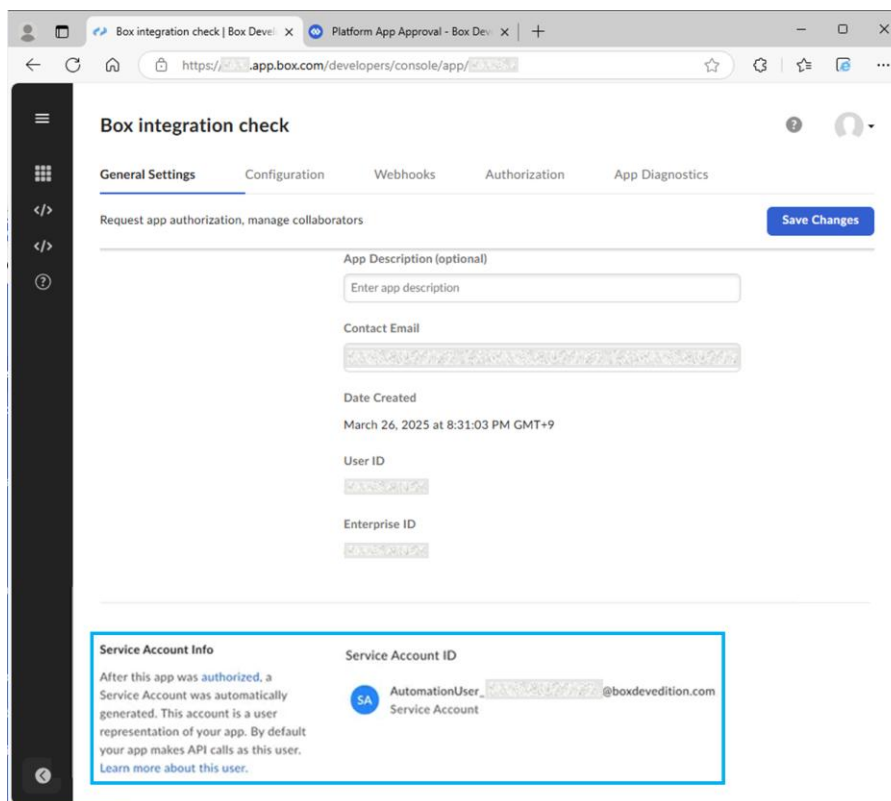 Box integration check | Box Devel
Platform App Approval - Box Dev
https:// .app.box.com/developers/console/app/
Box integration check
General Settings
Configuration
Webhooks
Authorization
App Diagnostics
Request app authorization, manage collaborators
Save Changes
App Description (optional)
Enter app description
Contact Email
Date Created
March 26, 2025 at 8:31:03 PM GMT+9
User ID
Enterprise ID
Service Account Info
After this app was authorized, a
Service Account was automatically
generated. This account is a user
representation of your app. By default
your app makes API calls as this user.
Learn more about this user.
Service Account ID
SA
AutomationUser_ @boxdevedition.com
Service Account